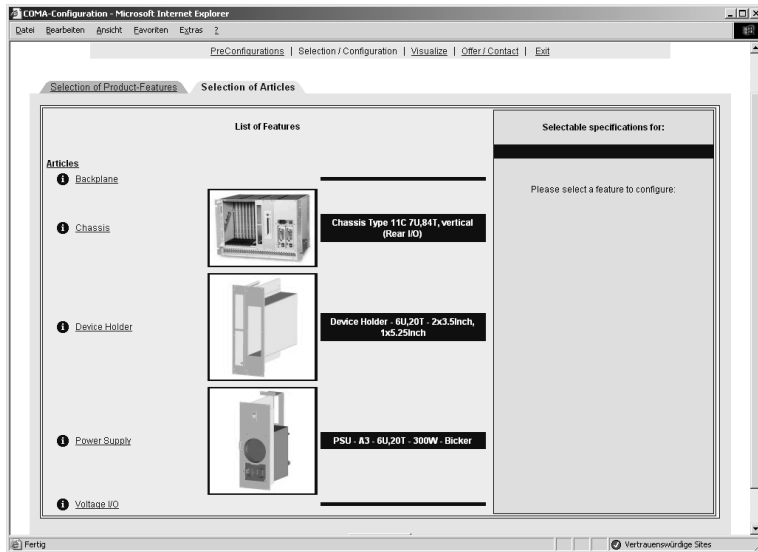 COMA-Configuration - Microsoft Internet Explorer
Datei Bearbeiten Ansicht Favoriten Extras ?
PreConfigurations | Selection / Configuration | Visualize | Offer / Contact | Exit
Selection of Product-Features Selection of Articles
List of Features
Selectable specifications for:
Articles
Backplane
Please select a feature to configure:
Chassis
Chassis Type 11C 7U,84T, vertical
(Rear I/O)
Device Holder
Device Holder - 6U,20T - 2x3.5Inch,
1x5.25Inch
Power Supply
PSU - A3 - 6U,20T - 300W - Bicker
Voltage I/O
Fertig
Vertrauenswürdige Sites